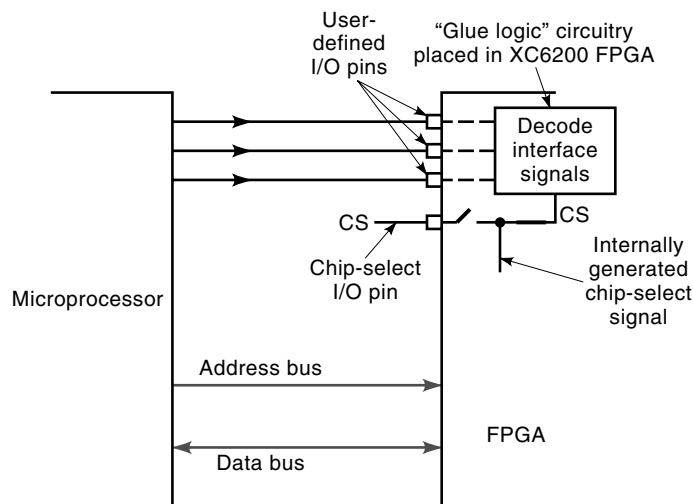 User-
defined
I/O pins
“Glue logic” circuitry
placed in XC6200 FPGA
Decode
interface
signals
CS
CS
Chip-select
I/O pin
Internally
generated
chip-select
signal
Microprocessor
Address bus
FPGA
Data bus